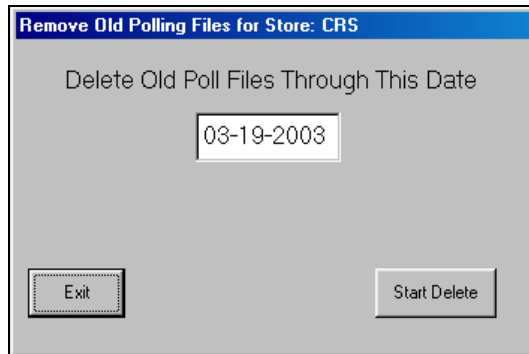 Remove Old Polling Files for Store: CRS
Delete Old Poll Files Through This Date
03-19-2003
Exit
Start Delete